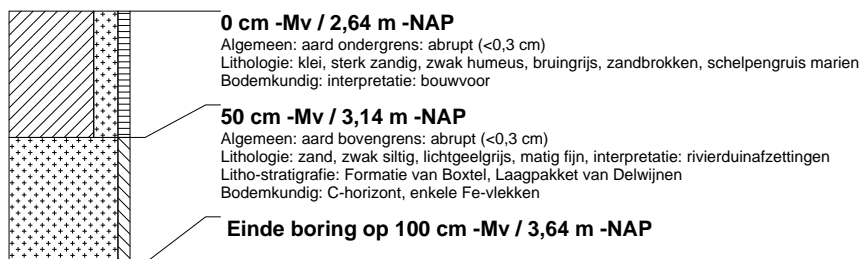 0 cm -Mv / 2,64 m -NAP
Algemeen: aard ondergrens: abrupt (<0,3 cm)
Lithologie: klei, sterk zandig, zwak humeus, bruingrijs, zandbrokken, schelpengruis marien
Bodemkundig: interpretatie: bouwvoor
50 cm -Mv / 3,14 m -NAP
Algemeen: aard bovengrens: abrupt (<0,3 cm)
Lithologie: zand, zwak siltig, lichtgeelgrijs, matig fijn, interpretatie: rivierduinafzettingen
Litho-stratigrafie: Formatie van Boxtel, Laagpakket van Delwijnen
Bodemkundig: C-horizont, enkele Fe-vlekken
Einde boring op 100 cm -Mv / 3,64 m -NAP